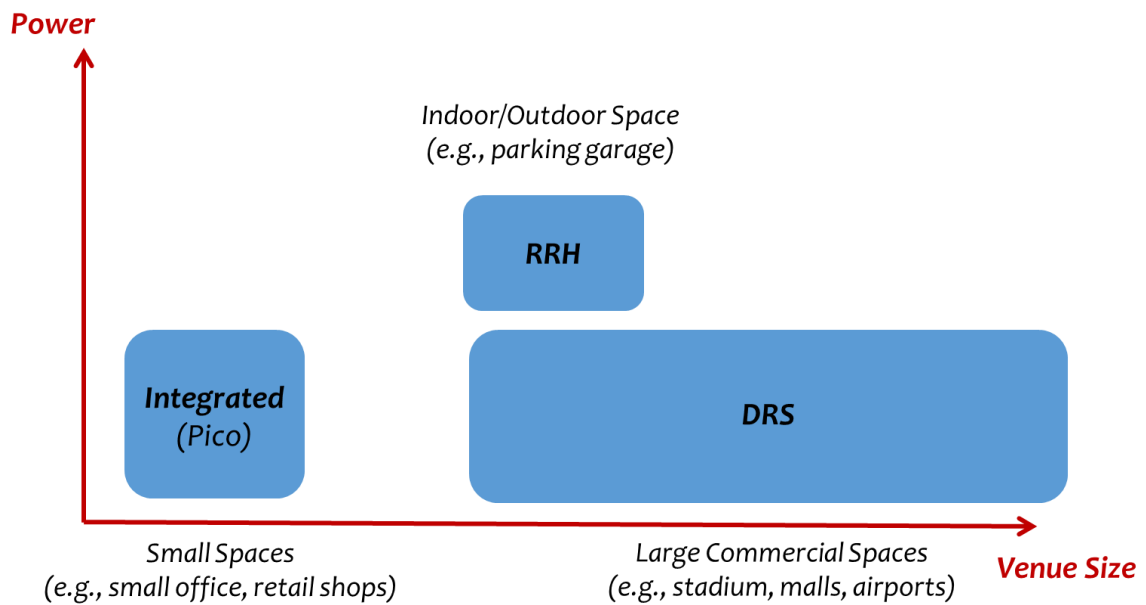 Power
Indoor/Outdoor Space
(e.g., parking garage)
RRH
Integrated
(Pico)
DRS
Small Spaces
(e.g., small office, retail shops)
Large Commercial Spaces
(e.g., stadium, malls, airports)
Venue Size